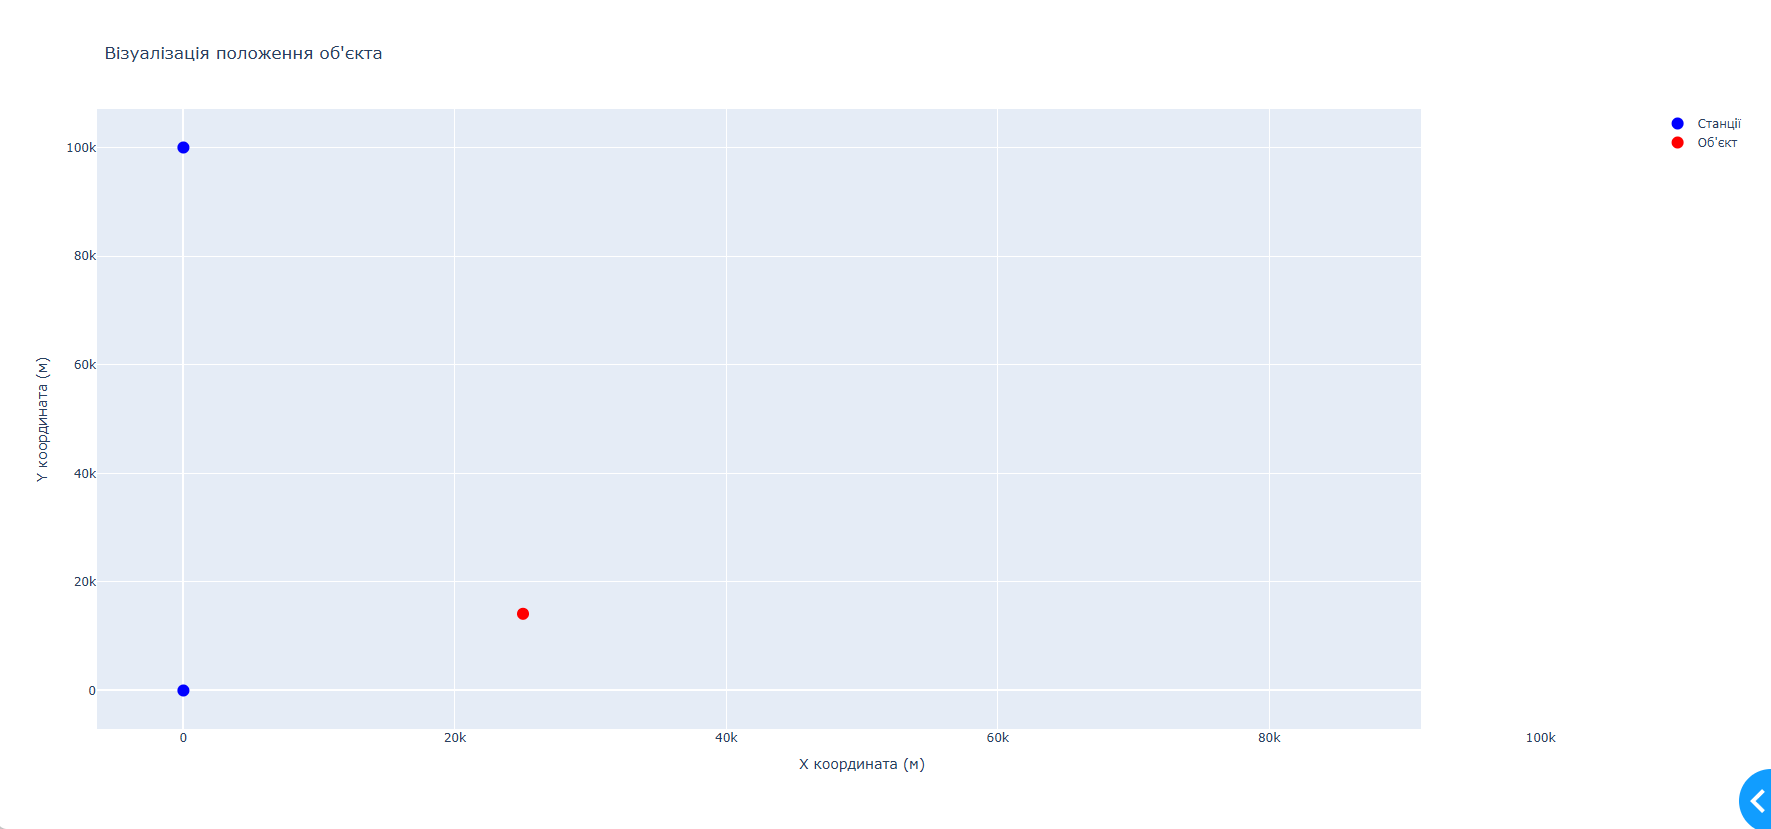 Візуалізація положення об'єкта
Станції
Об'єкт
100k
80k
60k
40k
20k
0
Y координата (м)
0
20k
40k
60k
80k
100k
X координата (м)